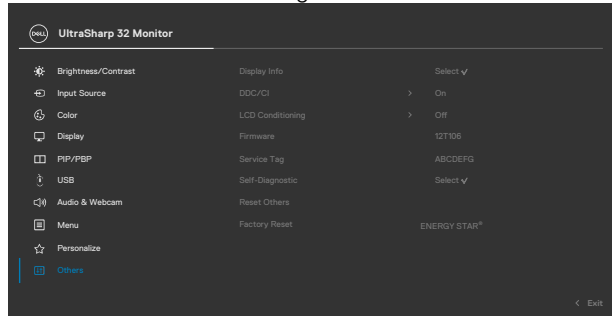 DELL UltraSharp 32 Monitor
Brightness/Contrast Display Info Select ✓
Input Source DDC/CI > On
Color LCD Conditioning > Off
Display Firmware 12T106
PIP/PBP Service Tag ABCDEFG
USB Self-Diagnostic Select ✓
Audio & Webcam Reset Others
Menu Factory Reset ENERGY STAR®
Personalize
Others
< Exit